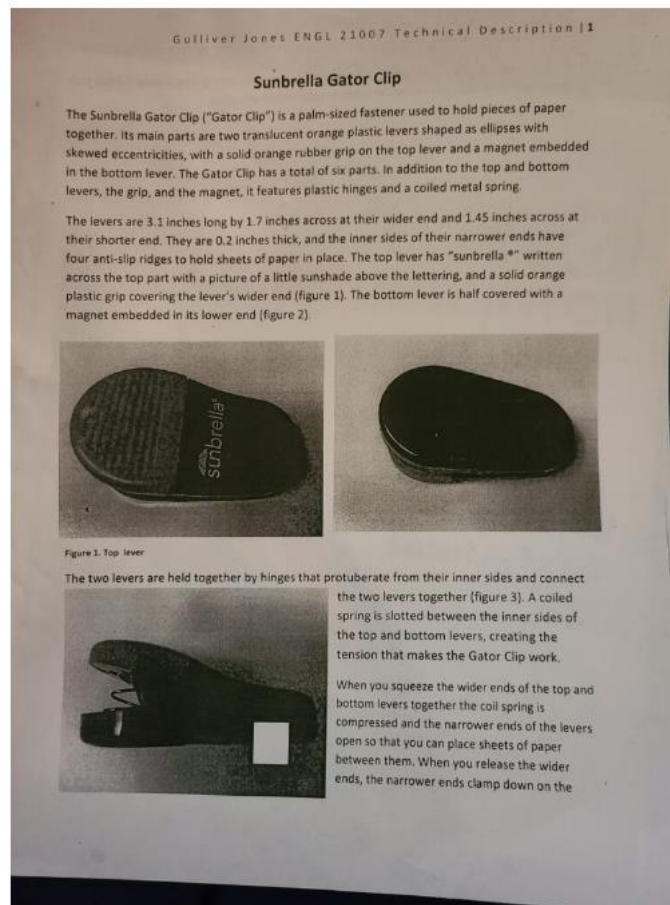 Gulliver Jones ENGL 21007 Technical Description | 1
Sunbrella Gator Clip
The Sunbrella Gator Clip ("Gator Clip") is a palm-sized fastener used to hold pieces of paper
together. Its main parts are two translucent orange plastic levers shaped as ellipses with
skewed eccentricities, with a solid orange rubber grip on the top lever and a magnet embedded
in the bottom lever. The Gator Clip has a total of six parts. In addition to the top and bottom
levers, the grip, and the magnet, it features plastic hinges and a coiled metal spring.
The levers are 3.1 inches long by 1.7 inches across at their wider end and 1.45 inches across at
their shorter end. They are 0.2 inches thick, and the inner sides of their narrower ends have
four anti-slip ridges to hold sheets of paper in place. The top lever has "sunbrella ®" written
across the top part with a picture of a little sunshade above the lettering, and a solid orange
plastic grip covering the lever's wider end (figure 1). The bottom lever is half covered with a
magnet embedded in its lower end (figure 2).
sunbrella®
Figure 1. Top lever
The two levers are held together by hinges that protuberate from their inner sides and connect
the two levers together (figure 3). A coiled
spring is slotted between the inner sides of
the top and bottom levers, creating the
tension that makes the Gator Clip work.
When you squeeze the wider ends of the top and
bottom levers together the coil spring is
compressed and the narrower ends of the levers
open so that you can place sheets of paper
between them. When you release the wider
ends, the narrower ends clamp down on the